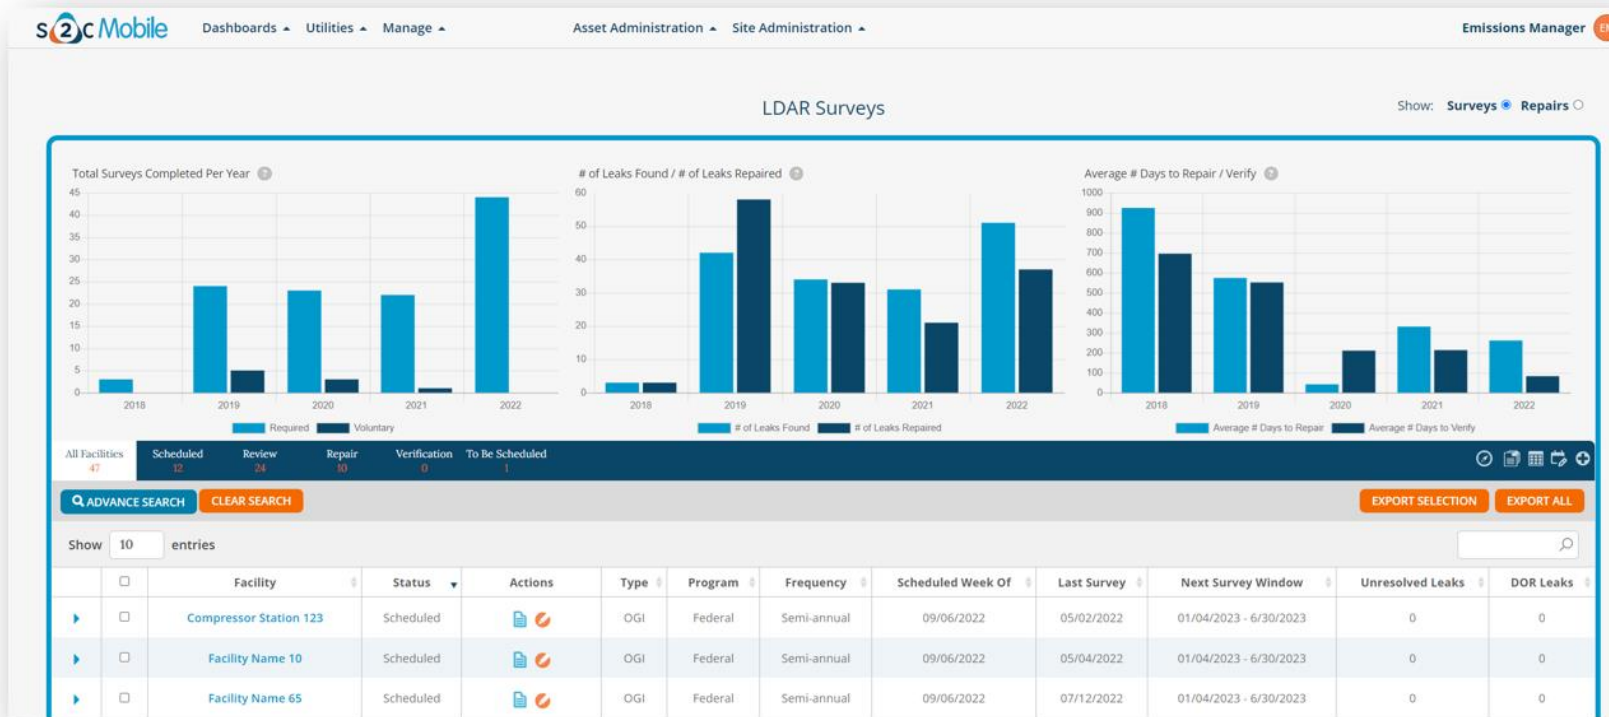 s2c Mobile Dashboards Utilities Manage Asset Administration Site Administration Emissions Manager
LDAR Surveys
Show: Surveys Repairs
Total Surveys Completed Per Year ?
45
40
35
30
25
20
15
10
5
0
2018 2019 2020 2021 2022
Required Voluntary
# of Leaks Found / # of Leaks Repaired ?
60
50
40
30
20
10
0
2018 2019 2020 2021 2022
# of Leaks Found # of Leaks Repaired
Average # Days to Repair / Verify ?
1000
900
800
700
600
500
400
300
200
100
0
2018 2019 2020 2021 2022
Average # Days to Repair Average # Days to Verify
All Facilities Scheduled Review Repair Verification To Be Scheduled
47 12 24 10 0 1
ADVANCE SEARCH CLEAR SEARCH EXPORT SELECTION EXPORT ALL
Show 10 entries
Facility Status Actions Type Program Frequency Scheduled Week Of Last Survey Next Survey Window Unresolved Leaks DOR Leaks
Compressor Station 123 Scheduled OGI Federal Semi-annual 09/06/2022 05/02/2022 01/04/2023 - 6/30/2023 0 0
Facility Name 10 Scheduled OGI Federal Semi-annual 09/06/2022 05/04/2022 01/04/2023 - 6/30/2023 0 0
Facility Name 65 Scheduled OGI Federal Semi-annual 09/06/2022 07/12/2022 01/04/2023 - 6/30/2023 0 0